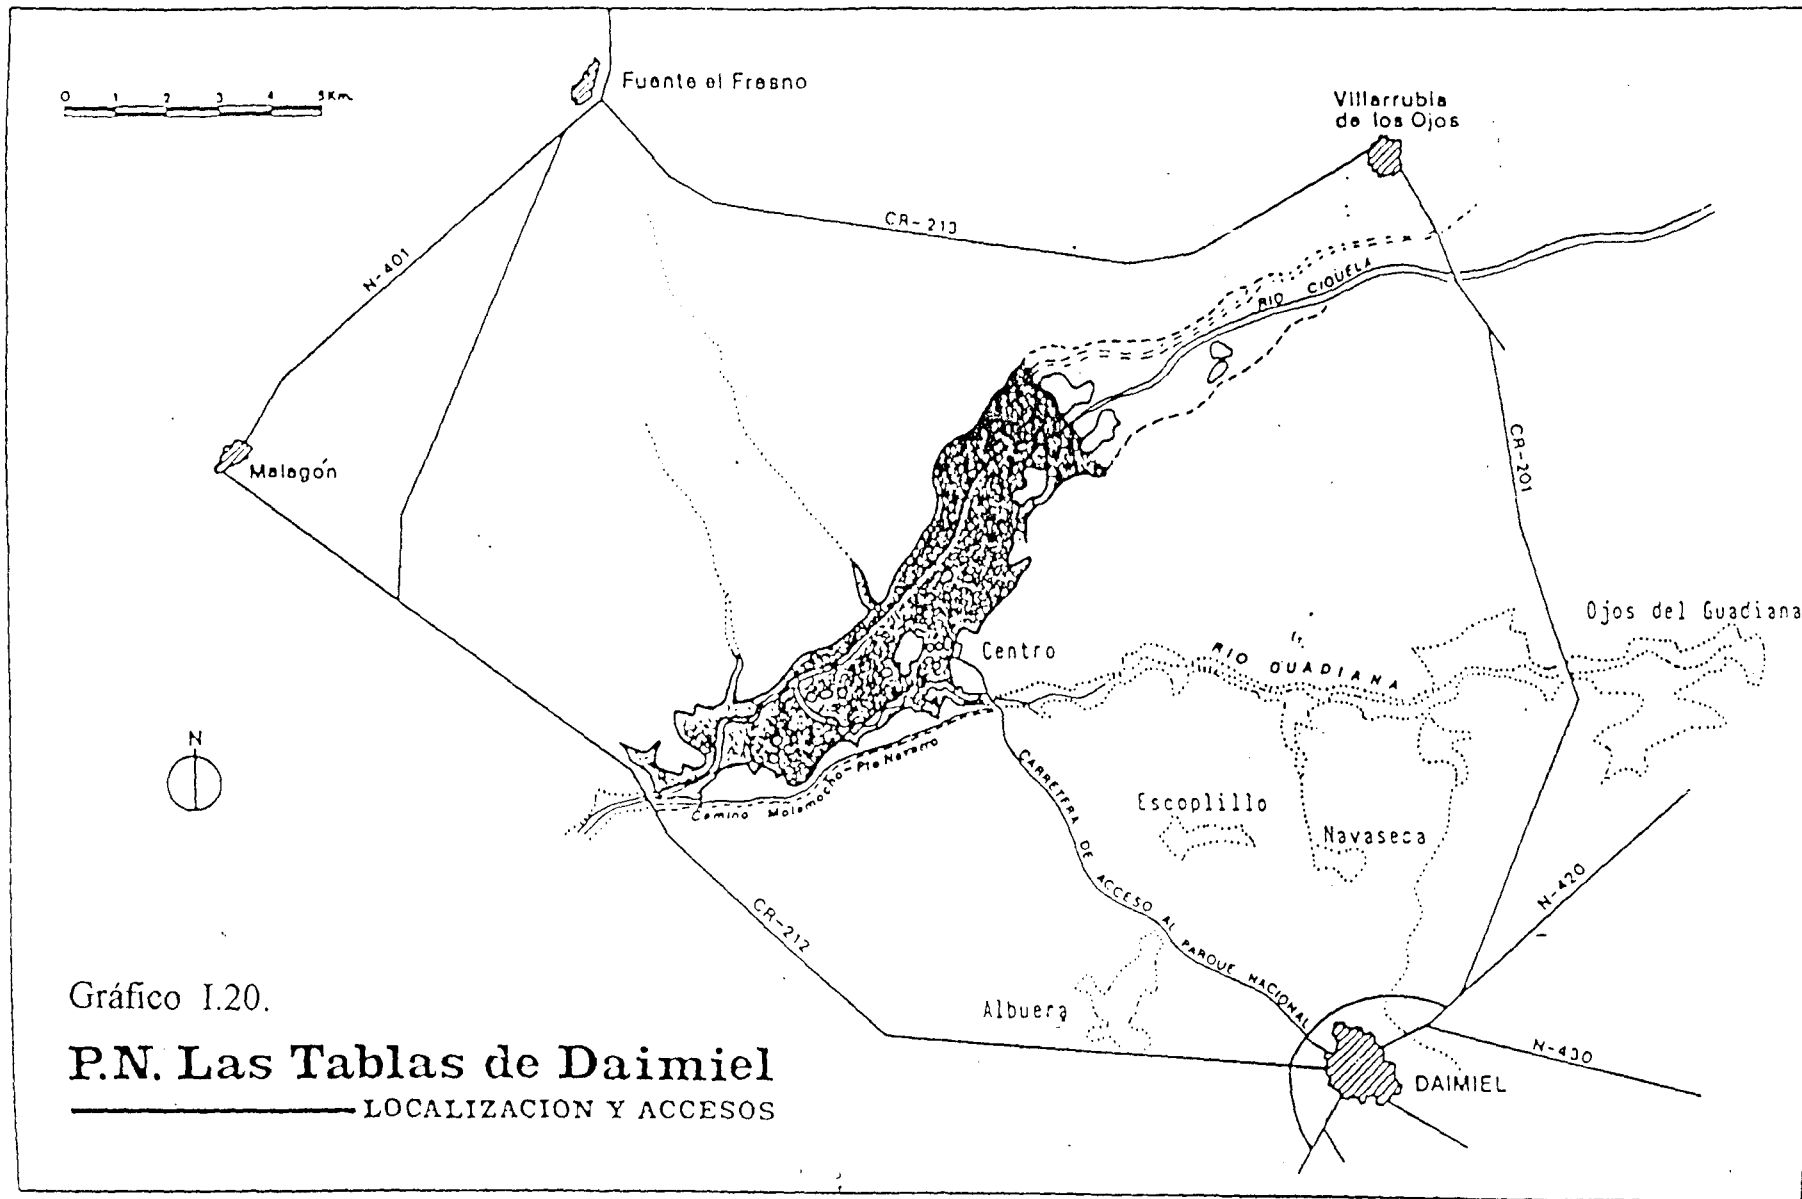 0 1 2 3 4 5 Km.
Fuente el Fresno
Villarrubia
de los Ojos
CR-213
N-401
RIO CIGUELA
Malagón
CR-201
Ojos del Guadiana
Centro
RIO GUADIANA
N
CARRETERA DE ACCESO AL PARQUE NACIONAL
Camino Molemocho-Pte Navarro
Escoplillo
Navaseca
N-420
CR-212
Albuera
Gráfico I.20.
P.N. Las Tablas de Daimiel
LOCALIZACION Y ACCESOS
N-430
DAIMIEL